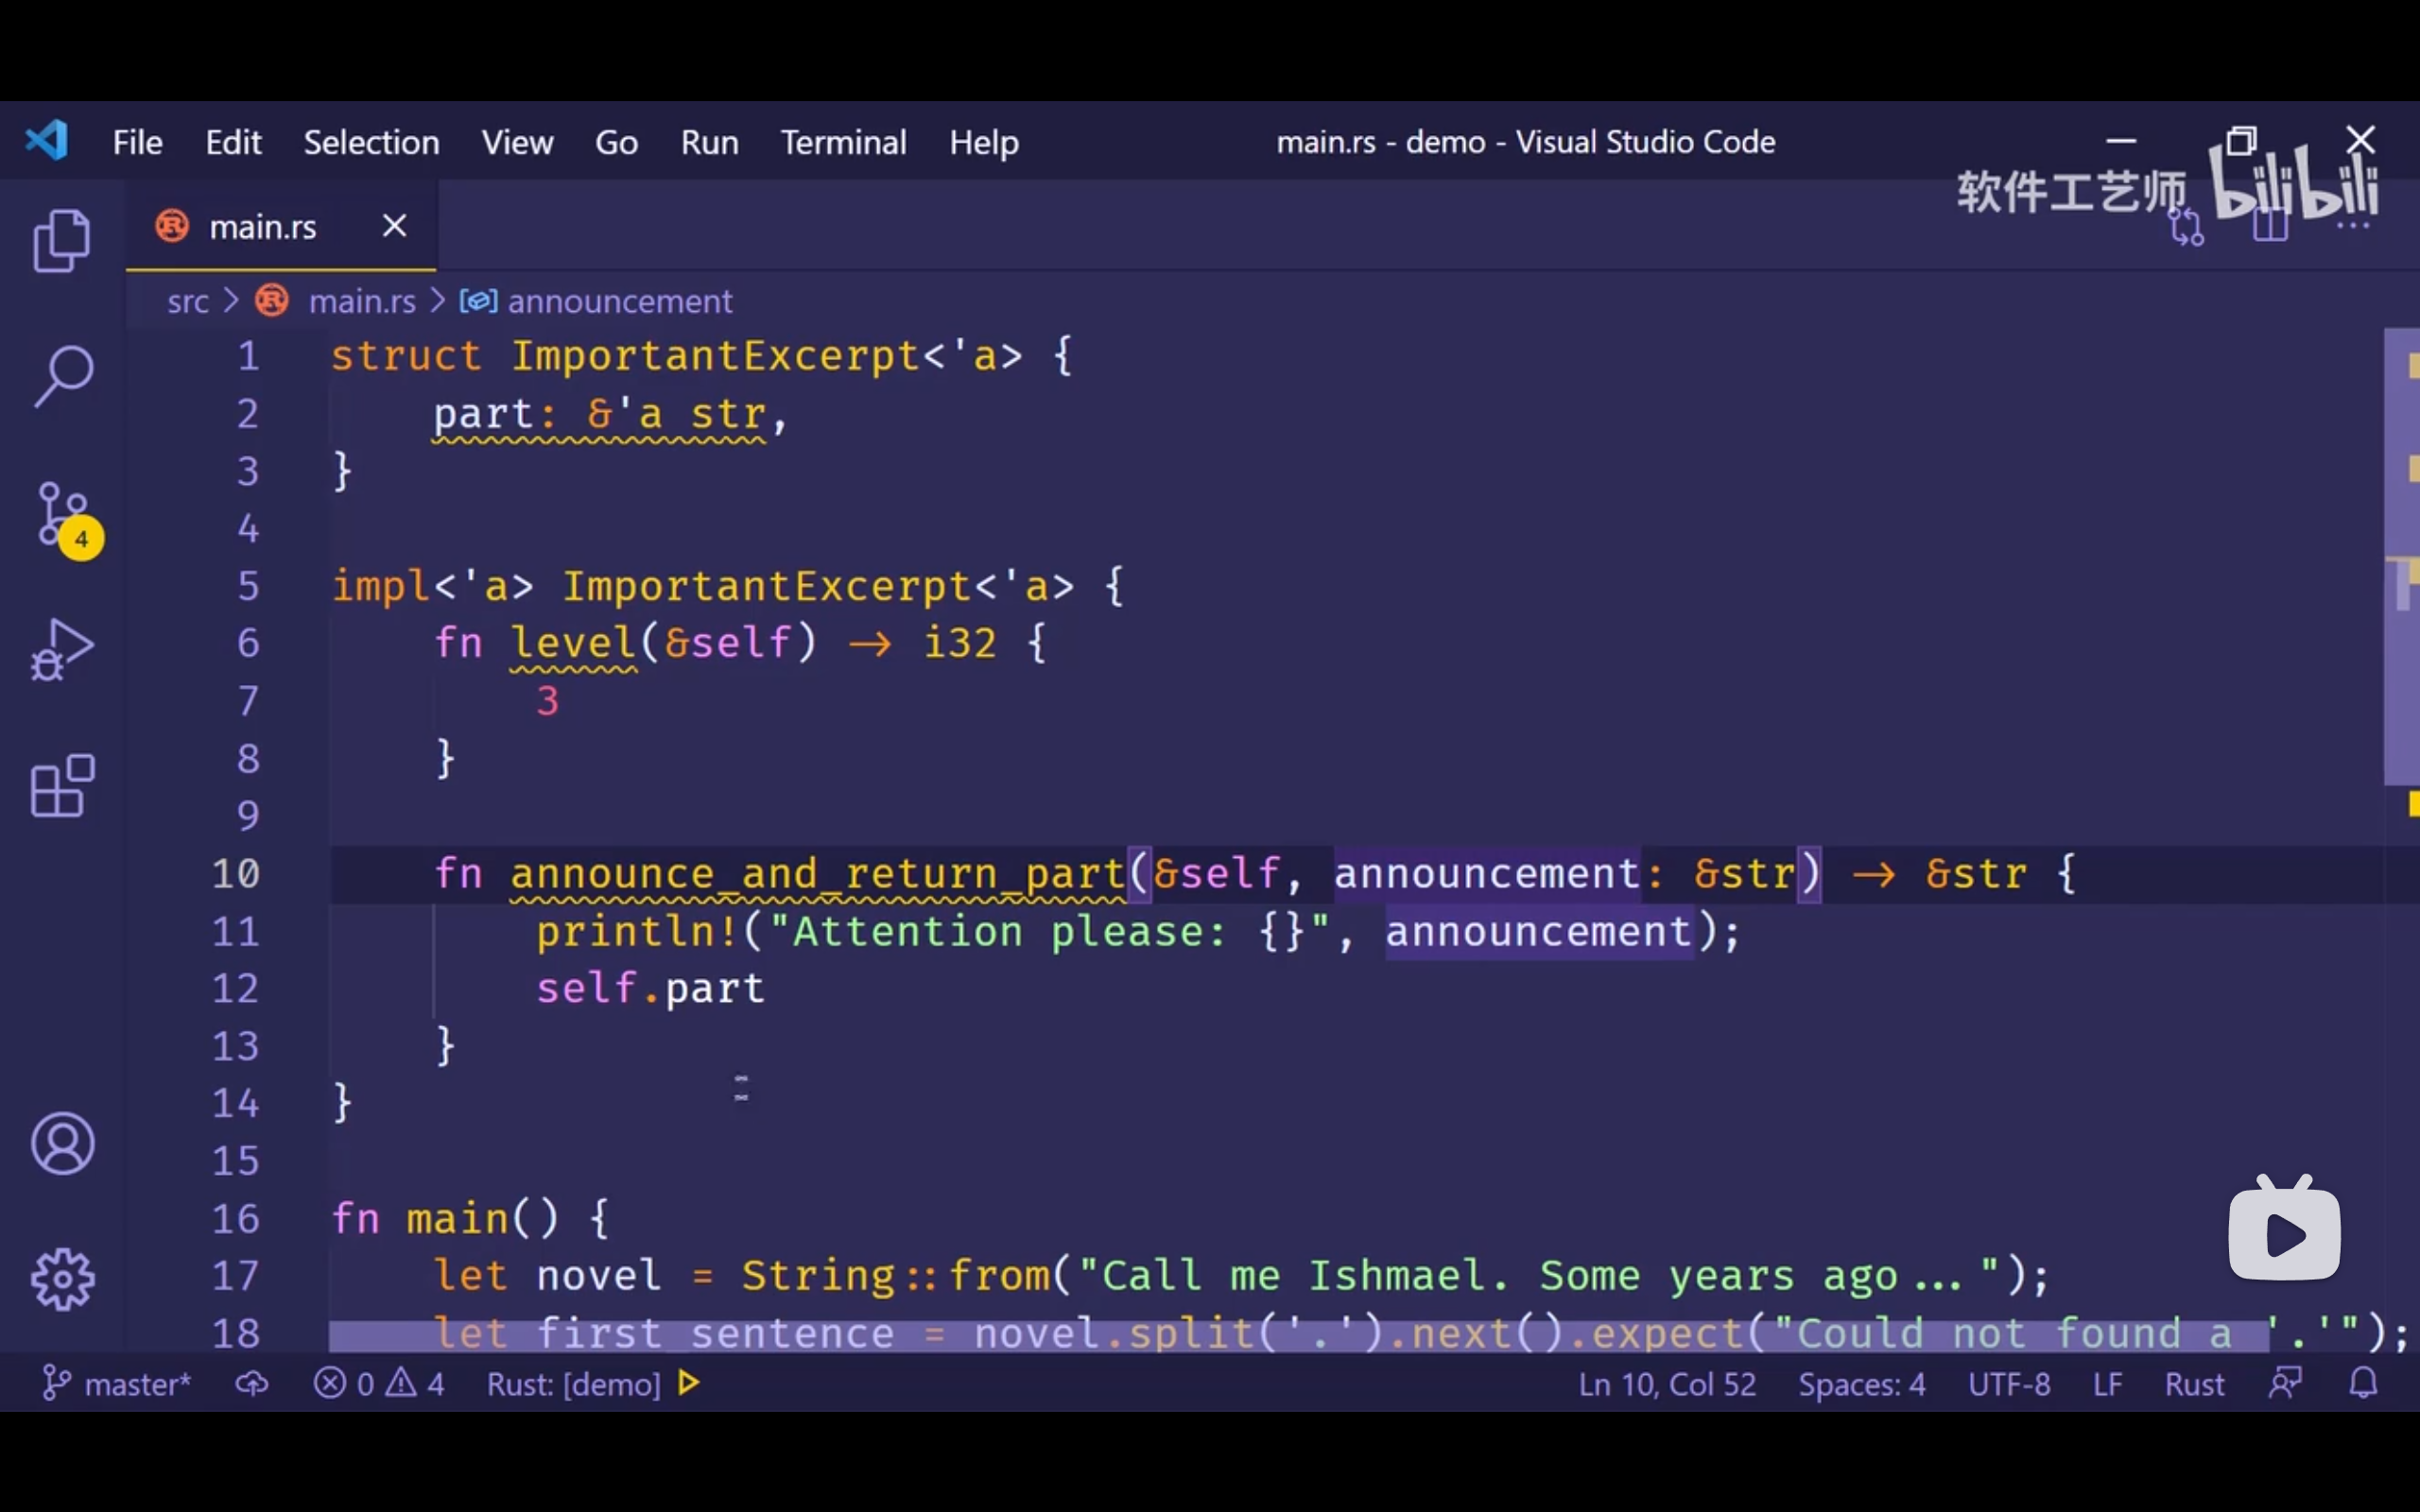 File Edit Selection View Go Run Terminal Help main.rs - demo - Visual Studio Code
软件工艺师 bilibili
main.rs
src > main.rs > announcement
1 struct ImportantExcerpt<'a> {
2     part: &'a str,
3 }
4
5 impl<'a> ImportantExcerpt<'a> {
6     fn level(&self) -> i32 {
7         3
8     }
9
10     fn announce_and_return_part(&self, announcement: &str) -> &str {
11         println!("Attention please: {}", announcement);
12         self.part
13     }
14 }
15
16 fn main() {
17     let novel = String::from("Call me Ishmael. Some years ago...");
18     let first_sentence = novel.split('.').next().expect("Could not found a '.'");
4
master* 0 4 Rust: [demo] Ln 10, Col 52 Spaces: 4 UTF-8 LF Rust